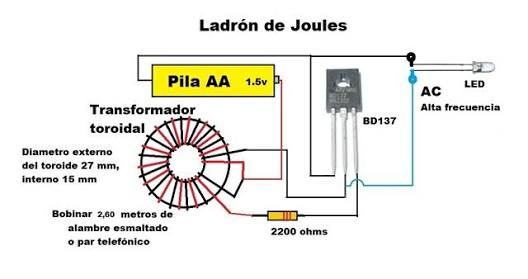 Ladrón de Joules
Pila AA 1.5v
LED
AC
Alta frecuencia
Transformador
toroidal
BD137
Diametro externo
del toroide 27 mm,
interno 15 mm
Bobinar 2,60 metros de
alambre esmaltado
o par telefónico
2200 ohms